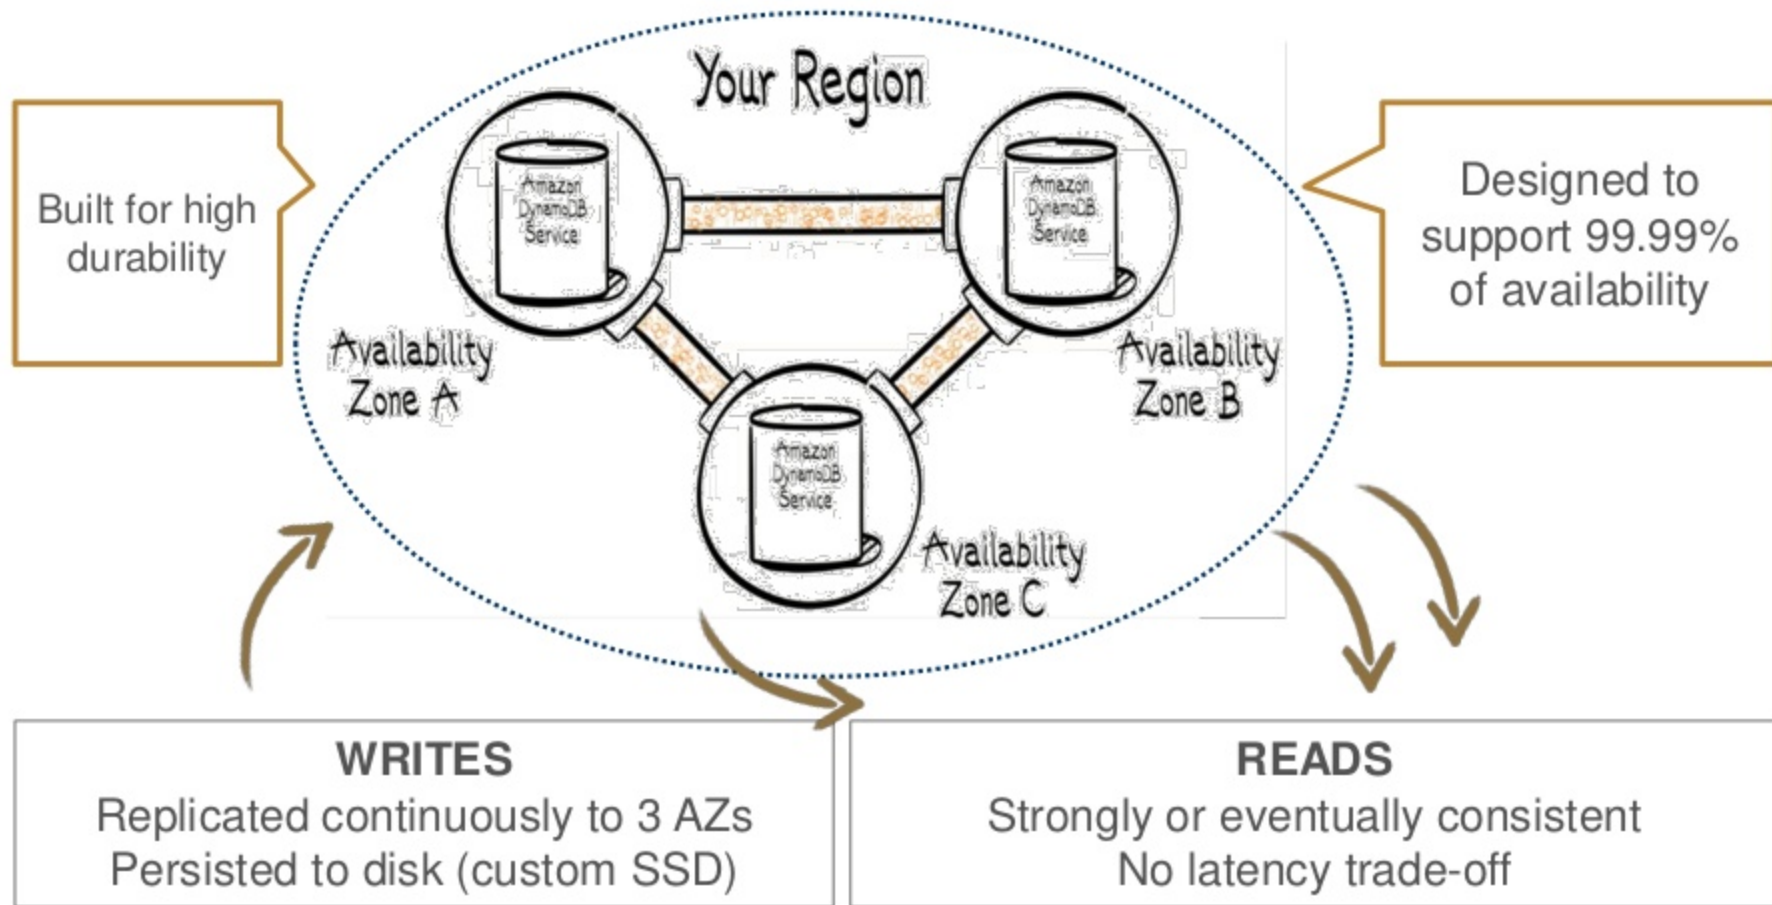 Your Region
Built for high
durability
Amazon
DynamoDB
Service
Amazon
DynamoDB
Service
Designed to
support 99.99%
of availability
Availability
Zone A
Availability
Zone B
Amazon
DynamoDB
Service
Availability
Zone C
WRITES
Replicated continuously to 3 AZs
Persisted to disk (custom SSD)
READS
Strongly or eventually consistent
No latency trade-off